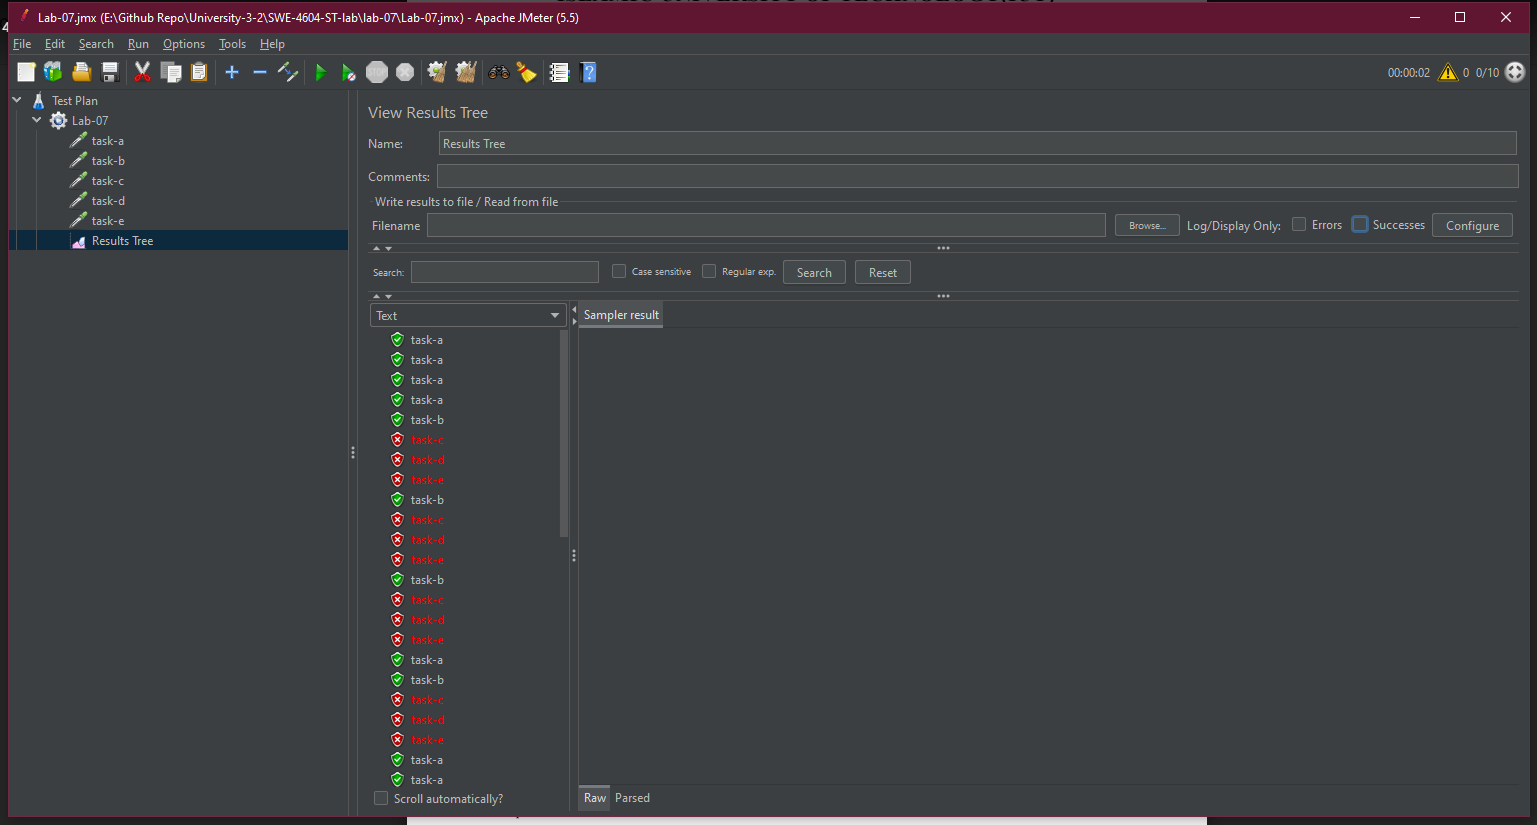 Lab-07.jmx (E:\Github Repo\University-3-2\SWE-4604-ST-lab\lab-07\Lab-07.jmx) - Apache JMeter (5.5)
File Edit Search Run Options Tools Help
STOP
00:00:02 0 0/10
Test Plan
Lab-07
task-a
task-b
task-c
task-d
task-e
Results Tree
View Results Tree
Name: Results Tree
Comments:
Write results to file / Read from file
Filename Browse... Log/Display Only: Errors Successes Configure
Search: Case sensitive Regular exp. Search Reset
Text
Sampler result
task-a
task-a
task-a
task-a
task-b
task-c
task-d
task-e
task-b
task-c
task-d
task-e
task-b
task-c
task-d
task-e
task-a
task-b
task-c
task-d
task-e
task-a
task-a
Scroll automatically?
Raw Parsed